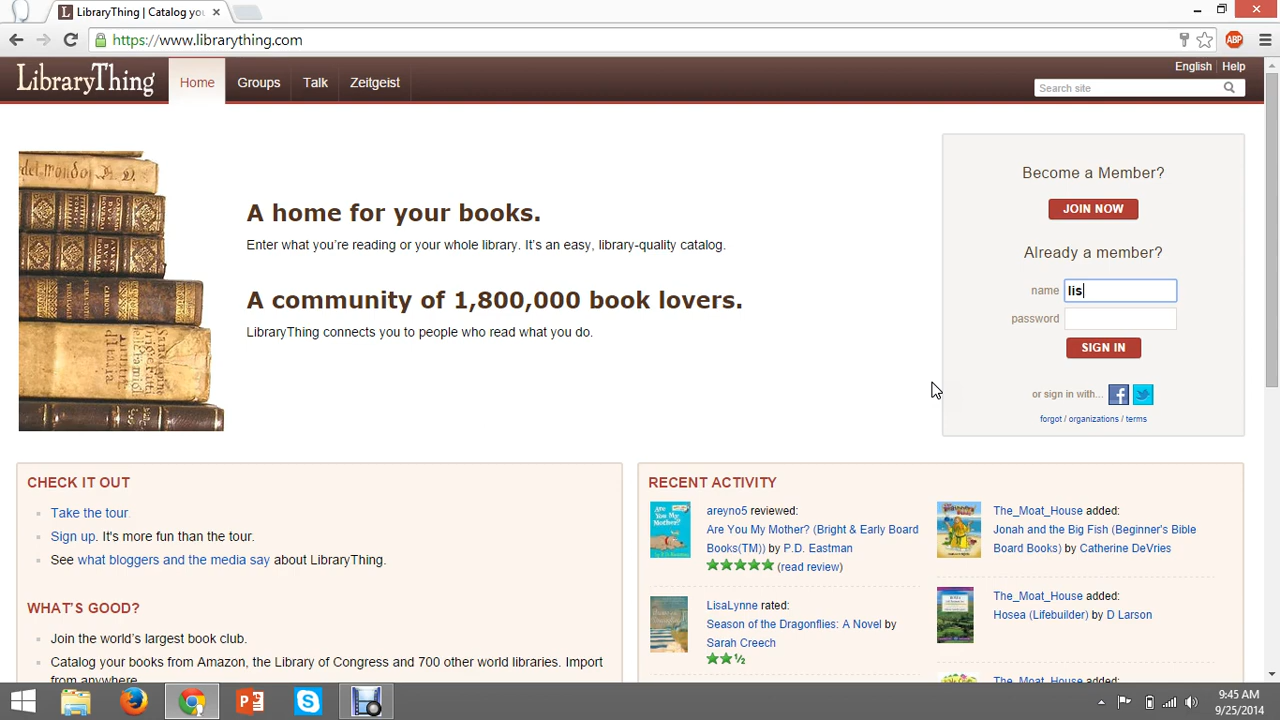 LibraryThing | Catalog yo
https://www.librarything.com
ABP
LibraryThing
Home
Groups
Talk
Zeitgeist
English | Help
Search site
del mondo
A home for your books.
Enter what you're reading or your whole library. It's an easy, library-quality catalog.
A community of 1,800,000 book lovers.
LibraryThing connects you to people who read what you do.
Become a Member?
JOIN NOW
Already a member?
name lis
password
SIGN IN
or sign in with...
forgot / organizations / terms
CHECK IT OUT
Take the tour
Sign up. It's more fun than the tour.
See what bloggers and the media say about LibraryThing.
WHAT'S GOOD?
Join the world's largest book club.
Catalog your books from Amazon, the Library of Congress and 700 other world libraries. Import
from anywhere.
RECENT ACTIVITY
areyno5 reviewed:
Are You My Mother? (Bright & Early Board
Books(TM)) by P.D. Eastman
(read review)
LisaLynne rated:
Season of the Dragonflies: A Novel by
Sarah Creech
The_Moat_House added:
Jonah and the Big Fish (Beginner's Bible
Board Books) by Catherine DeVries
The_Moat_House added:
Hosea (Lifebuilder) by D Larson
The_Moat_House added:
9:45 AM
9/25/2014